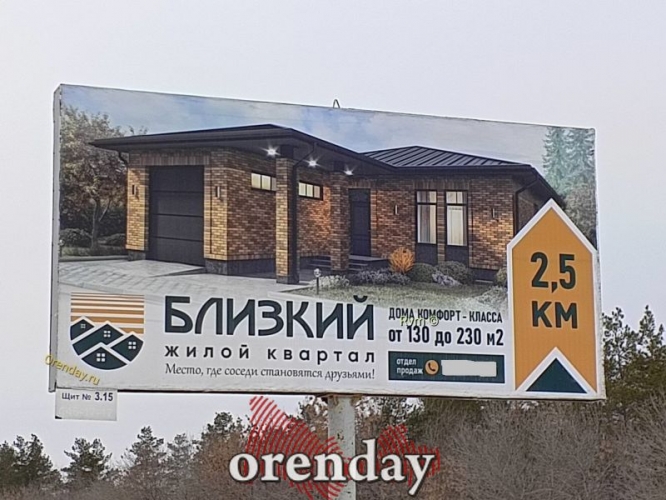 2,5
КМ
БЛИЗКИЙ
ЖИЛОЙ КВАРТАЛ
Место, где соседи становятся друзьями!
ДОМА КОМФОРТ - КЛАССА
от 130 до 230 м2
отдел
продаж
orenday.ru
Щит № 3.15
orenday